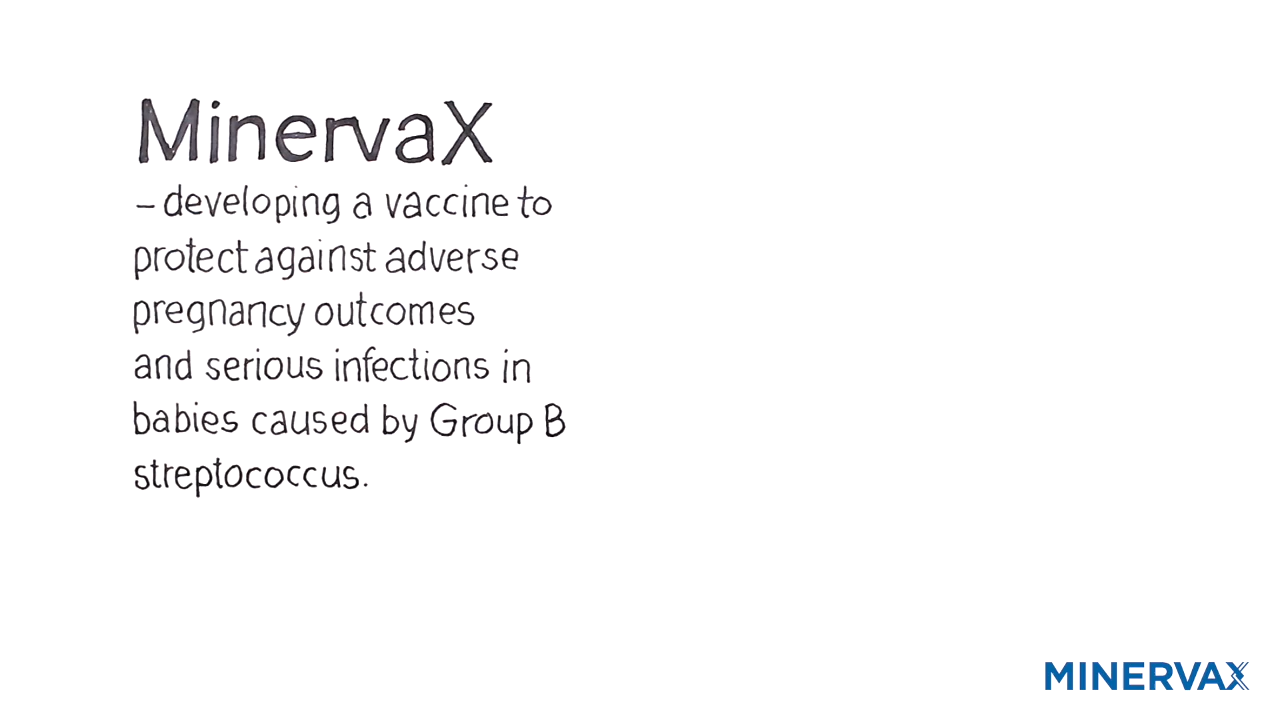 MinervaX
– developing a vaccine to
protect against adverse
pregnancy outcomes
and serious infections in
babies caused by Group B
streptococcus.
MINERVAX